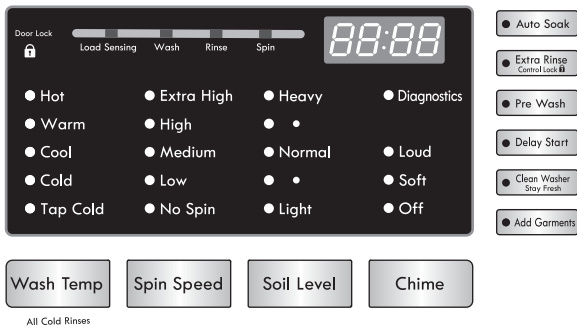 Door Lock
Load Sensing Wash Rinse Spin
88:88
Hot Extra High Heavy Diagnostics
Warm High
Cool Medium Normal Loud
Cold Low Soft
Tap Cold No Spin Light Off
Wash Temp Spin Speed Soil Level Chime
All Cold Rinses
Auto Soak
Extra Rinse
Control Lock
Pre Wash
Delay Start
Clean Washer
Stay Fresh
Add Garments